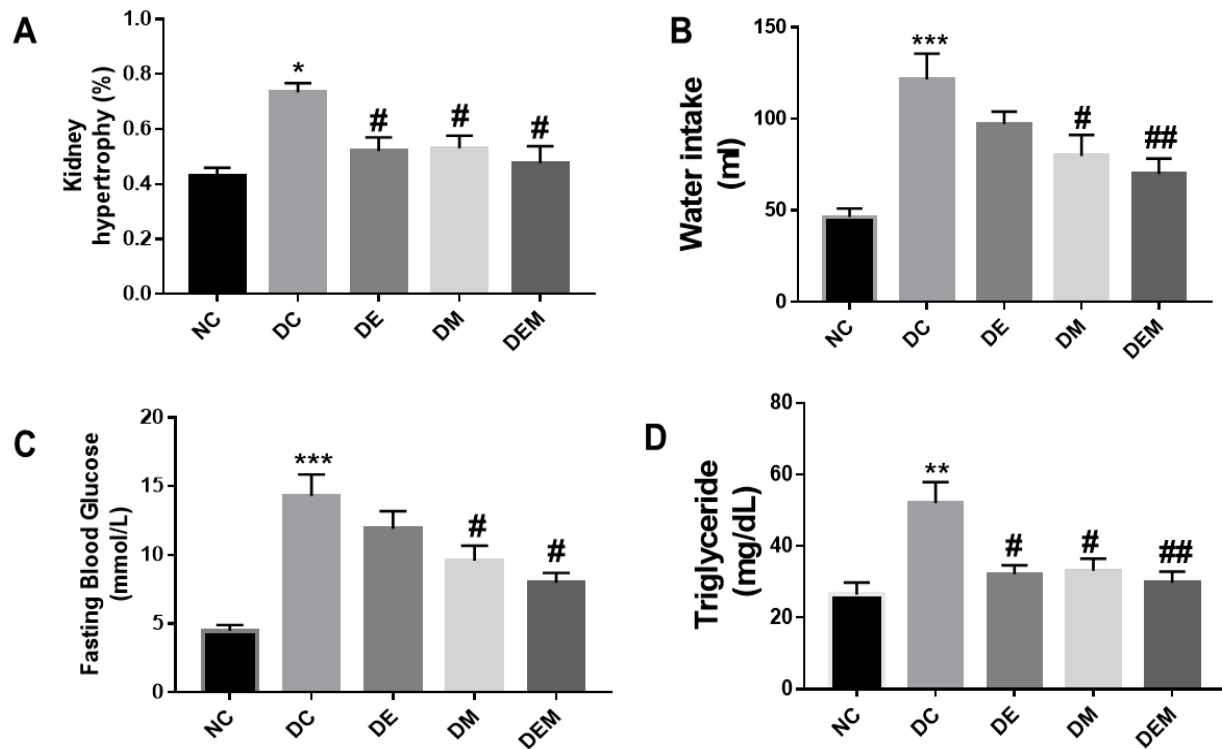 A
Kidney
hypertrophy (%)
1.0
0.8
0.6
0.4
0.2
0.0
*
#
#
#
NC
DC
DE
DM
DEM
B
Water intake
(ml)
150
100
50
0
***
#
##
NC
DC
DE
DM
DEM
C
Fasting Blood Glucose
(mmol/L)
20
15
10
5
0
***
#
#
NC
DC
DE
DM
DEM
D
Triglyceride
(mg/dL)
80
60
40
20
0
**
#
#
##
NC
DC
DE
DM
DEM